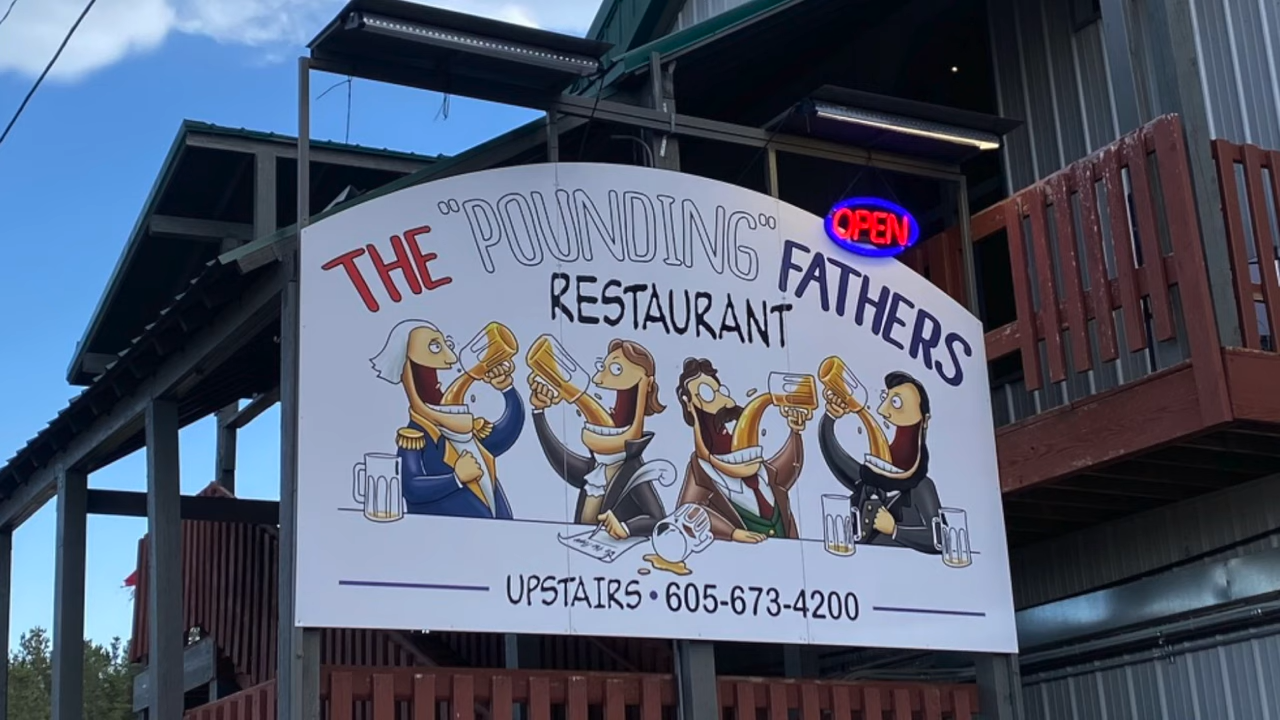 THE "POUNDING" FATHERS
RESTAURANT
OPEN
UPSTAIRS • 605-673-4200